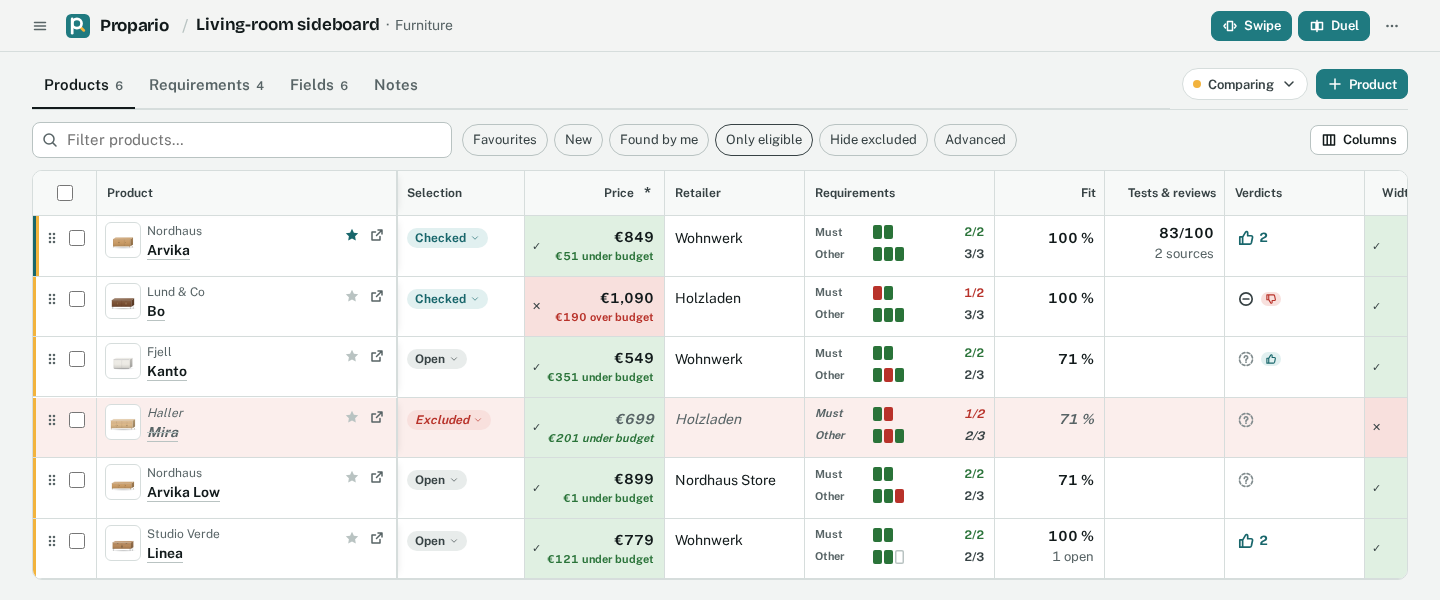 Propario / Living-room sideboard · Furniture
Swipe
Duel
Products 6
Requirements 4
Fields 6
Notes
Comparing
Product
Filter products...
Favourites
New
Found by me
Only eligible
Hide excluded
Advanced
Columns
Product
Selection
Price *
Retailer
Requirements
Fit
Tests & reviews
Verdicts
Widt
Nordhaus
Arvika
Checked
€849
€51 under budget
Wohnwerk
Must 2/2
Other 3/3
100 %
83/100
2 sources
2
Lund & Co
Bo
Checked
€1,090
€190 over budget
Holzladen
Must 1/2
Other 3/3
100 %
Fjell
Kanto
Open
€549
€351 under budget
Wohnwerk
Must 2/2
Other 2/3
71 %
Haller
Mira
Excluded
€699
€201 under budget
Holzladen
Must 1/2
Other 2/3
71 %
Nordhaus
Arvika Low
Open
€899
€1 under budget
Nordhaus Store
Must 2/2
Other 2/3
71 %
Studio Verde
Linea
Open
€779
€121 under budget
Wohnwerk
Must 2/2
Other 2/3
100 %
1 open
2